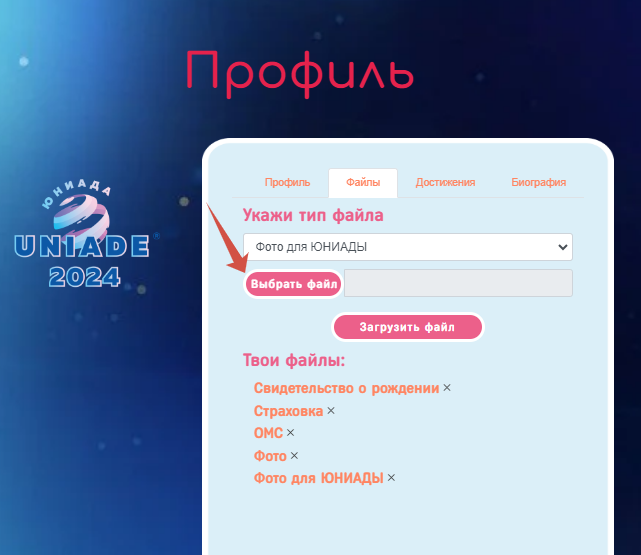 Профиль
ЮНИАДА
UNIADE®
2024
Профиль Файлы Достижения Биография
Укажи тип файла
Фото для ЮНИАДЫ
Выбрать файл
Загрузить файл
Твои файлы:
Свидетельство о рождении ×
Страховка ×
ОМС ×
Фото ×
Фото для ЮНИАДЫ ×